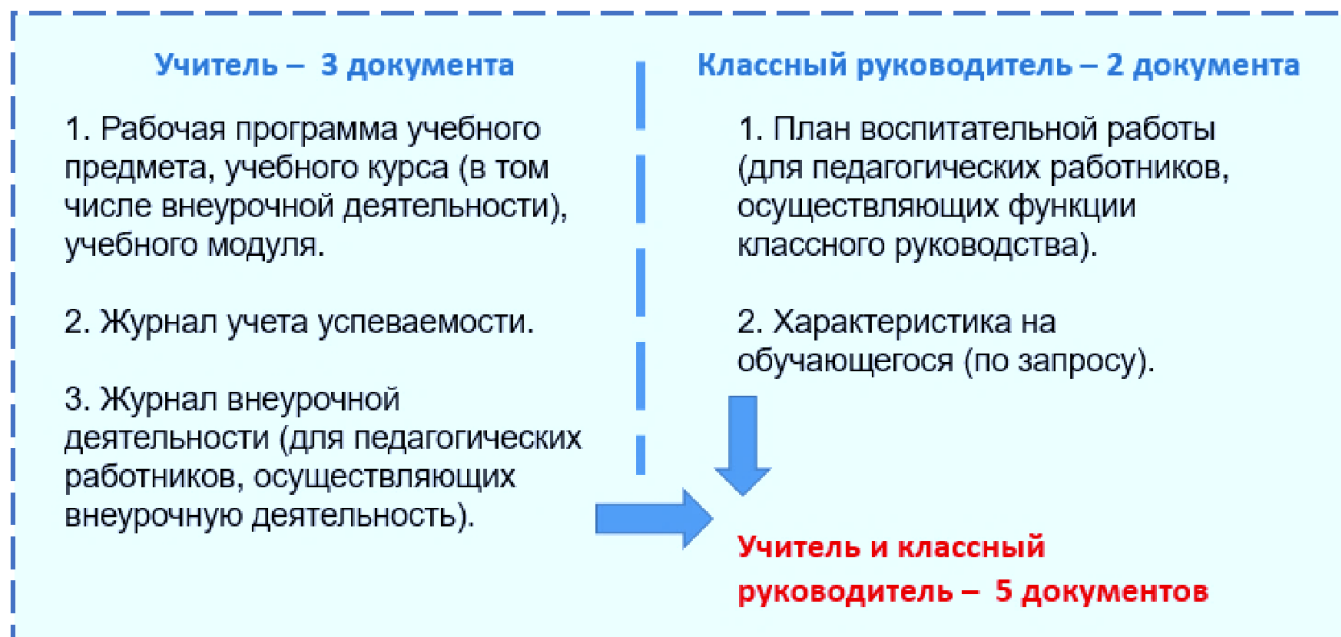 Учитель – 3 документа
1. Рабочая программа учебного
предмета, учебного курса (в том
числе внеурочной деятельности),
учебного модуля.
2. Журнал учета успеваемости.
3. Журнал внеурочной
деятельности (для педагогических
работников, осуществляющих
внеурочную деятельность).
Классный руководитель – 2 документа
1. План воспитательной работы
(для педагогических работников,
осуществляющих функции
классного руководства).
2. Характеристика на
обучающегося (по запросу).
Учитель и классный
руководитель – 5 документов